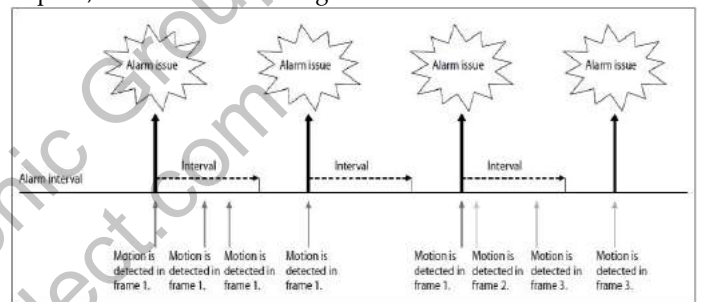 Alarm issue Alarm issue Alarm issue Alarm issue
Interval Interval Interval
Alarm interval
Motion is Motion is Motion is Motion is Motion is Motion is Motion is Motion is
detected in detected in detected in detected in detected in detected in detected in detected in
frame 1. frame 1. frame 1. frame 1. frame 1. frame 2. frame 3. frame 3.